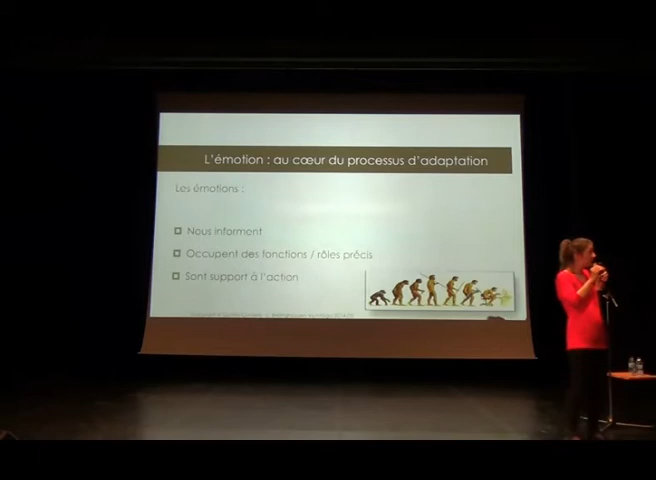 L'émotion : au cœur du processus d'adaptation
Les émotions :
Nous informent
Occupent des fonctions / rôles précis
Sont support à l'action